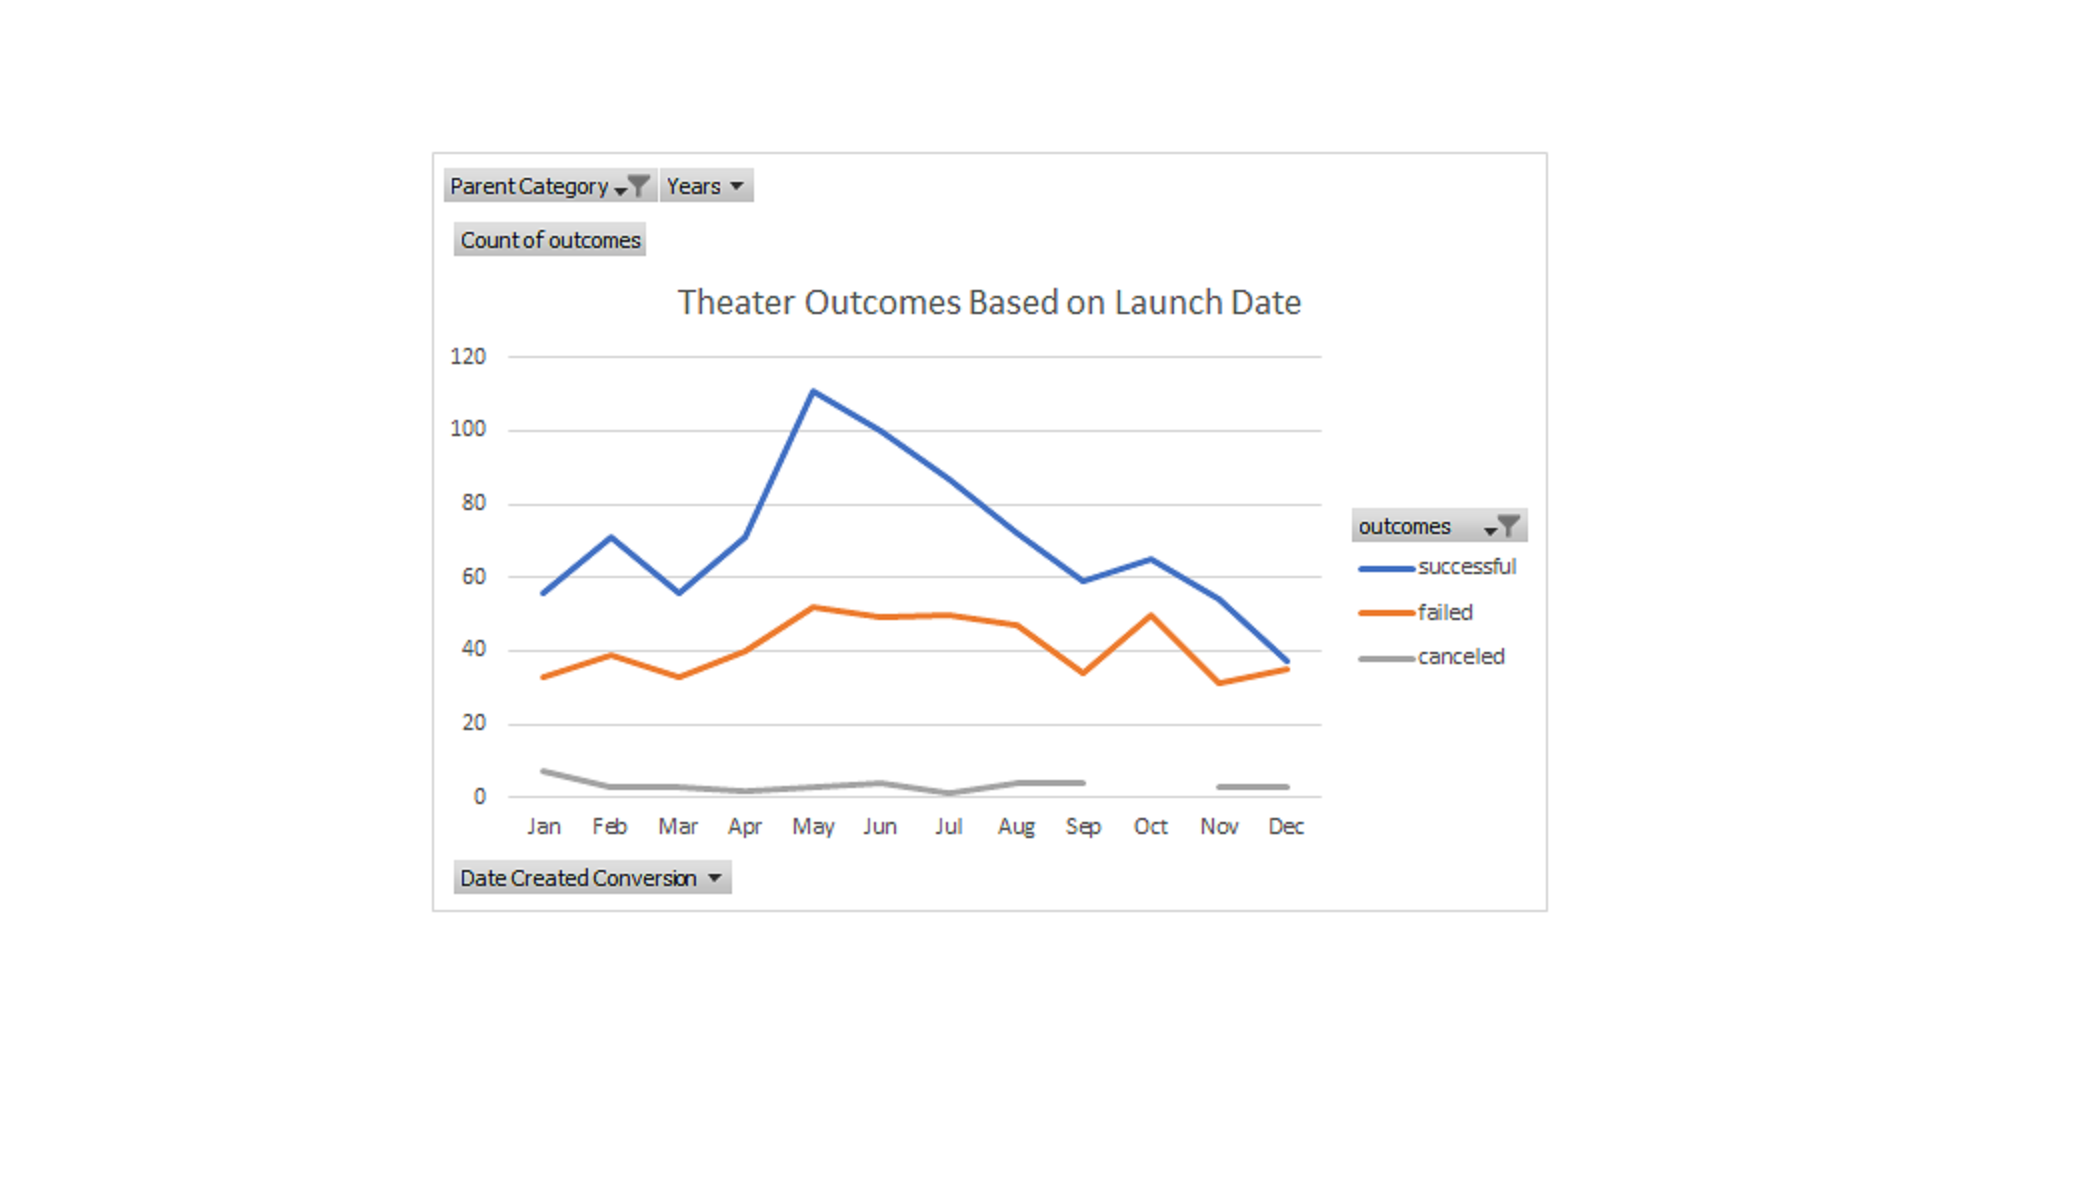 Parent Category Years
Count of outcomes
Theater Outcomes Based on Launch Date
120
100
80
60
40
20
0
Jan Feb Mar Apr May Jun Jul Aug Sep Oct Nov Dec
outcomes
successful
failed
canceled
Date Created Conversion